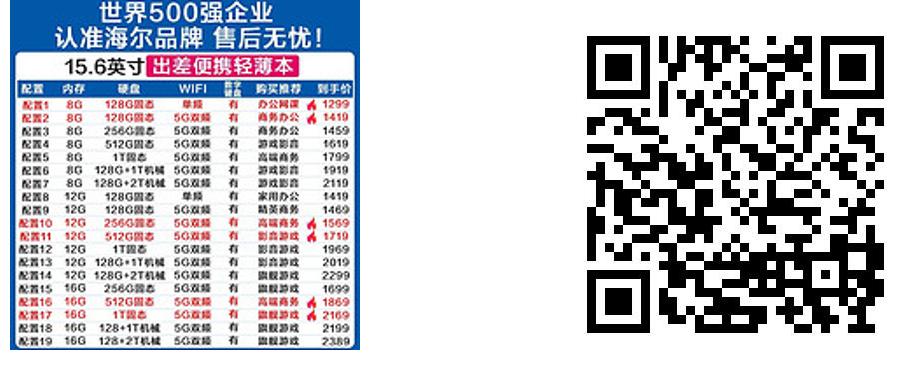 世界500强企业
认准海尔品牌 售后无忧！
15.6英寸 出差便携轻薄本
配置 内存 硬盘 WIFI 数字键盘 购买推荐 到手价
配置1 8G 128G固态 单频 有 办公网课 1299
配置2 8G 128G固态 5G双频 有 商务办公 1419
配置3 8G 256G固态 5G双频 有 商务办公 1459
配置4 8G 512G固态 5G双频 有 游戏影音 1619
配置5 8G 1T固态 5G双频 有 高端商务 1799
配置6 8G 128G+1T机械 5G双频 有 游戏影音 1919
配置7 8G 128G+2T机械 5G双频 有 游戏影音 2119
配置8 12G 128G固态 单频 有 家用办公 1419
配置9 12G 128G固态 5G双频 有 精英商务 1469
配置10 12G 256G固态 5G双频 有 高端商务 1569
配置11 12G 512G固态 5G双频 有 影音游戏 1719
配置12 12G 1T固态 5G双频 有 影音游戏 1969
配置13 12G 128G+1T机械 5G双频 有 影音游戏 2019
配置14 12G 128G+2T机械 5G双频 有 旗舰游戏 2299
配置15 16G 256G固态 5G双频 有 旗舰游戏 1699
配置16 16G 512G固态 5G双频 有 高端商务 1869
配置17 16G 1T固态 5G双频 有 旗舰游戏 2169
配置18 16G 128+1T机械 5G双频 有 旗舰游戏 2199
配置19 16G 128+2T机械 5G双频 有 旗舰游戏 2389